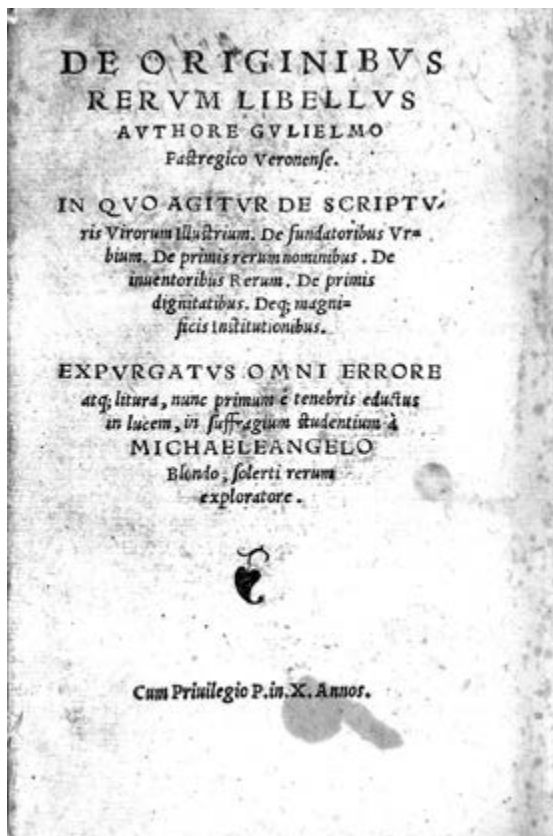 DE ORIGINIBVS
RERVM LIBELLVS
AVTHORE GVLIELMO
Paſtregico Veronenſe.
IN QVO AGITVR DE SCRIPTV-
ris Virorum Illuſtrium. De fundatoribus Vr=
bium. De primis rerum nominibus. De
inuentoribus Rerum. De primis
dignitatibus. Deq; magni=
ficis Inſtitutionibus.
EXPVRGATVS OMNI ERRORE
atq; litura, nunc primum è tenebris eductus
in lucem, in ſuffragium ſtudentium à
MICHAELEANGELO
Blondo, ſolerti rerum
exploratore.
Cum Priuilegio P. in. X. Annos.